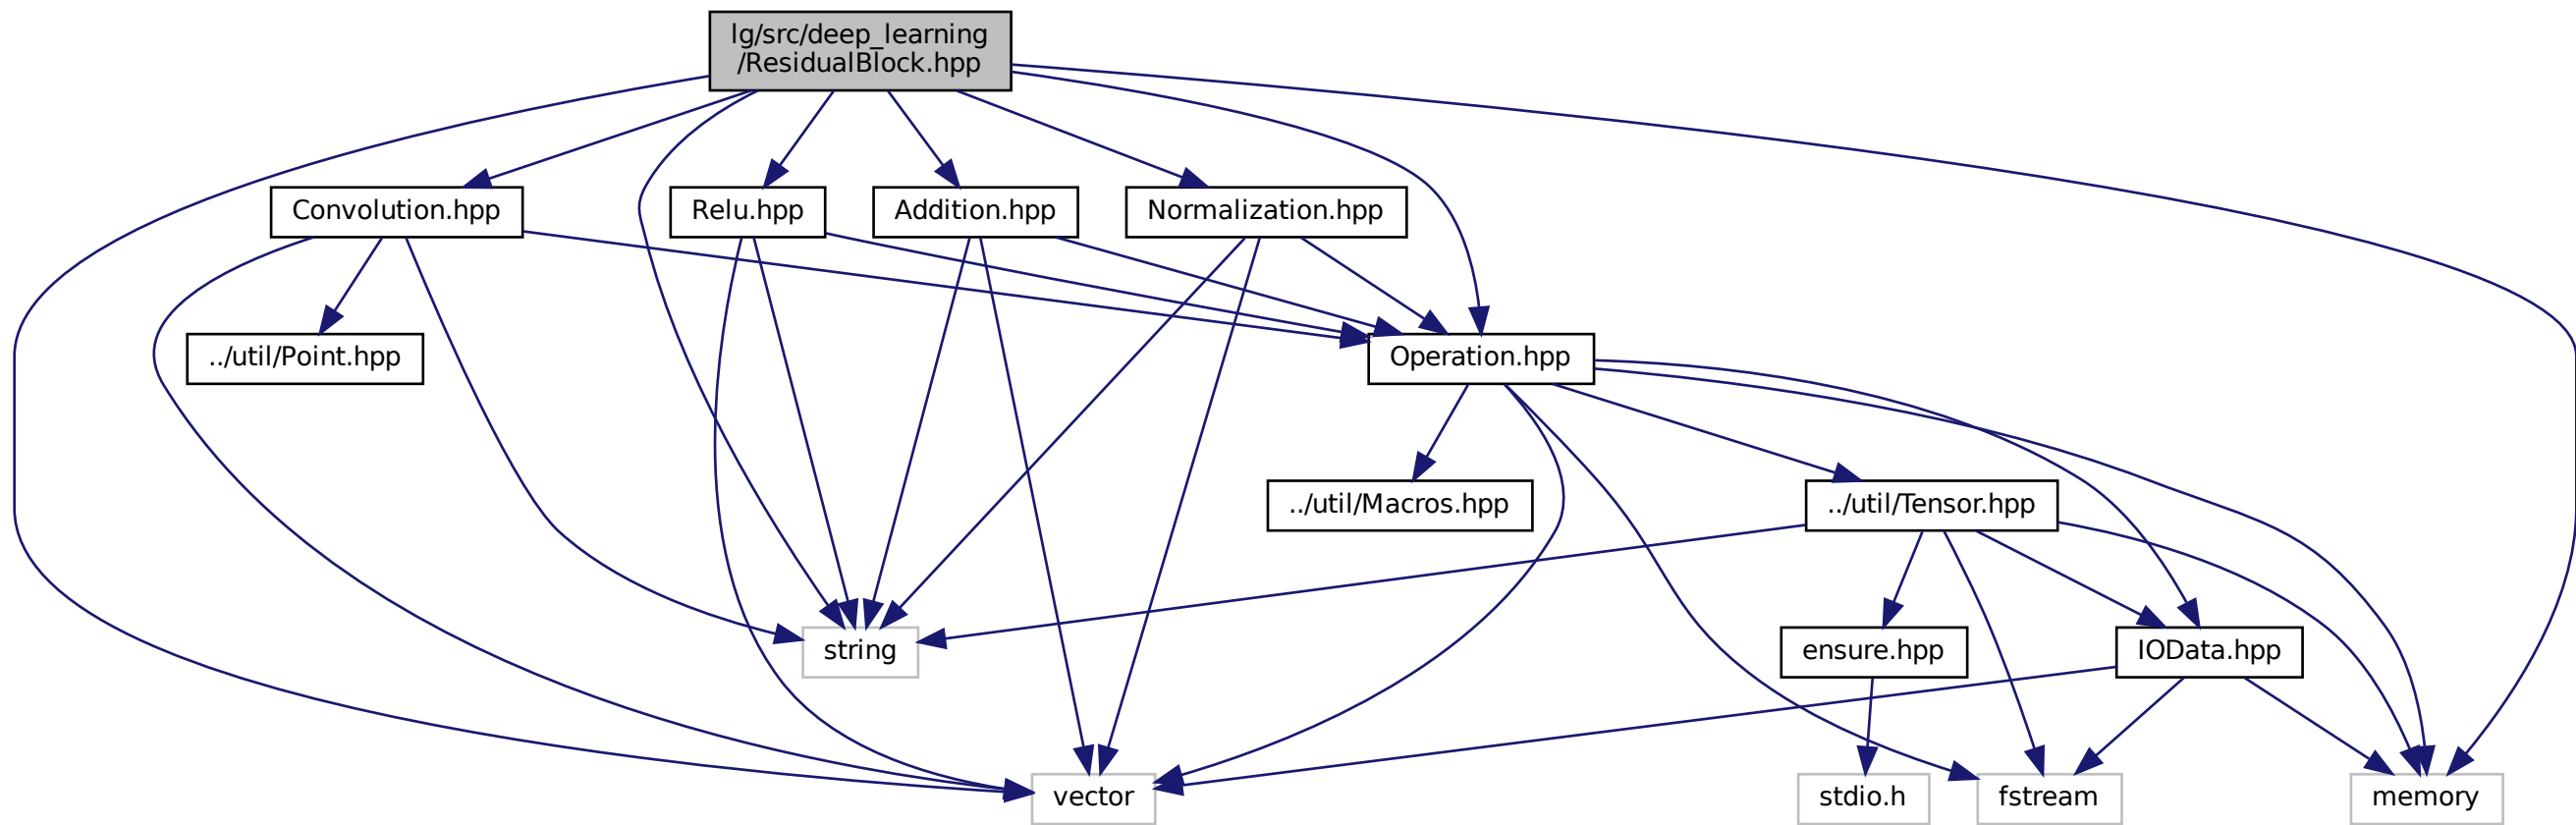 lg/src/deep_learning
/ResidualBlock.hpp
Convolution.hpp
Relu.hpp
Addition.hpp
Normalization.hpp
../util/Point.hpp
Operation.hpp
../util/Macros.hpp
../util/Tensor.hpp
string
ensure.hpp
IOData.hpp
vector
stdio.h
fstream
memory